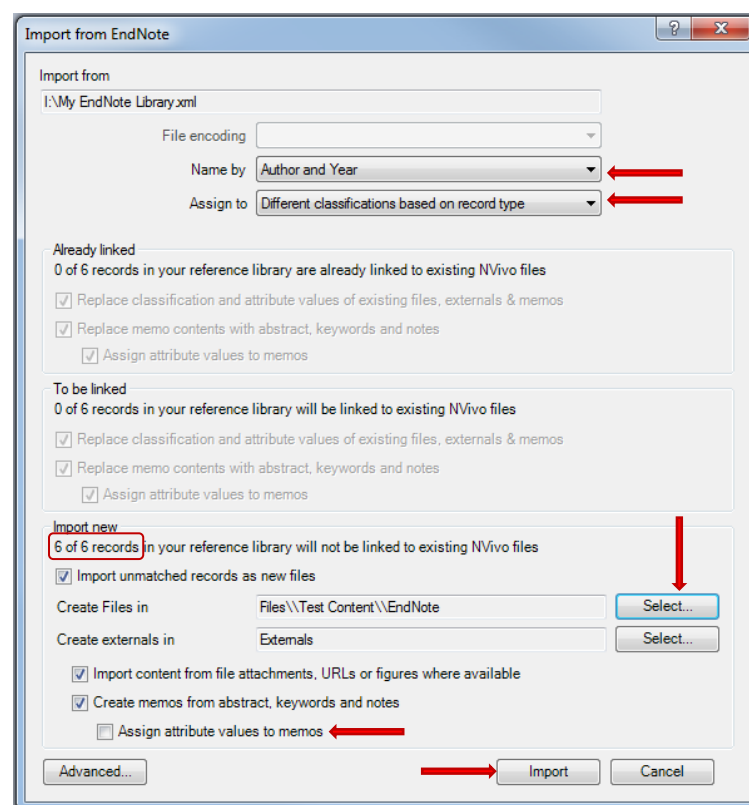 Import from EndNote
Import from
I:\My EndNote Library.xml
File encoding
Name by Author and Year
Assign to Different classifications based on record type
Already linked
0 of 6 records in your reference library are already linked to existing NVivo files
Replace classification and attribute values of existing files, externals & memos
Replace memo contents with abstract, keywords and notes
Assign attribute values to memos
To be linked
0 of 6 records in your reference library will be linked to existing NVivo files
Replace classification and attribute values of existing files, externals & memos
Replace memo contents with abstract, keywords and notes
Assign attribute values to memos
Import new
6 of 6 records in your reference library will not be linked to existing NVivo files
Import unmatched records as new files
Create Files in Files\\Test Content\\EndNote Select...
Create externals in Externals Select...
Import content from file attachments, URLs or figures where available
Create memos from abstract, keywords and notes
Assign attribute values to memos
Advanced... Import Cancel